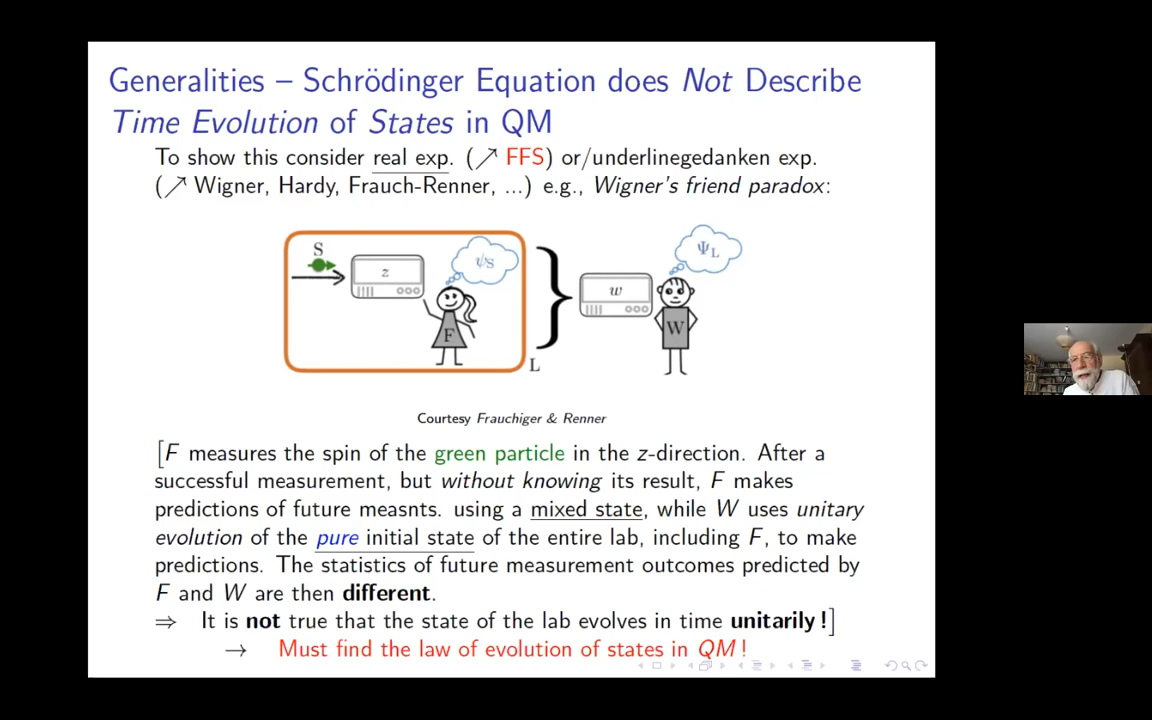 Generalities – Schrödinger Equation does Not Describe
Time Evolution of States in QM
To show this consider real exp. (↗ FFS) or/underlinegedanken exp.
(↗ Wigner, Hardy, Frauch-Renner, ...) e.g., Wigner's friend paradox:
S
z
ψS
F
L
w
ΨL
W
Courtesy Frauchiger & Renner
[F measures the spin of the green particle in the z-direction. After a
successful measurement, but without knowing its result, F makes
predictions of future measnts. using a mixed state, while W uses unitary
evolution of the pure initial state of the entire lab, including F, to make
predictions. The statistics of future measurement outcomes predicted by
F and W are then different.
⇒ It is not true that the state of the lab evolves in time unitarily !]
→ Must find the law of evolution of states in QM !